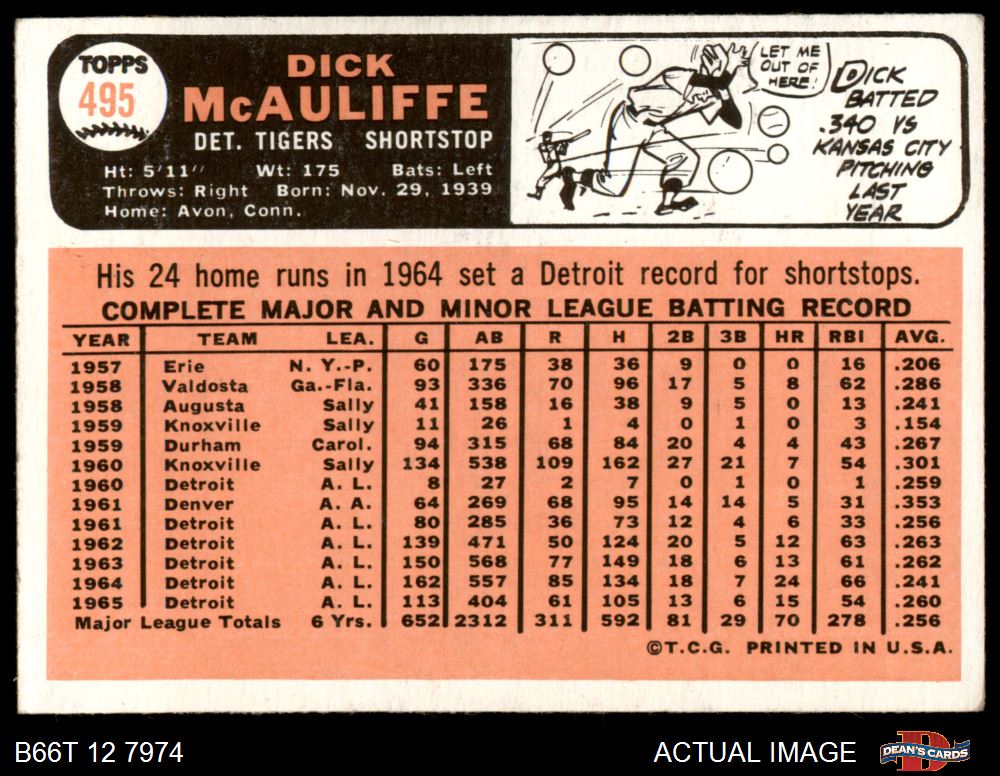 TOPPS
495
DICK
McAULIFFE
DET. TIGERS SHORTSTOP
Ht: 5'11" Wt: 175 Bats: Left
Throws: Right Born: Nov. 29, 1939
Home: Avon, Conn.
LET ME
OUT OF
HERE!
DICK
BATTED
.340 VS
KANSAS CITY
PITCHING
LAST
YEAR
His 24 home runs in 1964 set a Detroit record for shortstops.
COMPLETE MAJOR AND MINOR LEAGUE BATTING RECORD
YEAR TEAM LEA. G AB R H 2B 3B HR RBI AVG.
1957 Erie N. Y.-P. 60 175 38 36 9 0 0 16 .206
1958 Valdosta Ga.-Fla. 93 336 70 96 17 5 8 62 .286
1958 Augusta Sally 41 158 16 38 9 5 0 13 .241
1959 Knoxville Sally 11 26 1 4 0 1 0 3 .154
1959 Durham Carol. 94 315 68 84 20 4 4 43 .267
1960 Knoxville Sally 134 538 109 162 27 21 7 54 .301
1960 Detroit A. L. 8 27 2 7 0 1 0 1 .259
1961 Denver A. A. 64 269 68 95 14 14 5 31 .353
1961 Detroit A. L. 80 285 36 73 12 4 6 33 .256
1962 Detroit A. L. 139 471 50 124 20 5 12 63 .263
1963 Detroit A. L. 150 568 77 149 18 6 13 61 .262
1964 Detroit A. L. 162 557 85 134 18 7 24 66 .241
1965 Detroit A. L. 113 404 61 105 13 6 15 54 .260
Major League Totals 6 Yrs. 652 2312 311 592 81 29 70 278 .256
©T.C.G. PRINTED IN U.S.A.
B66T 12 7974 ACTUAL IMAGE DEAN'S CARDS